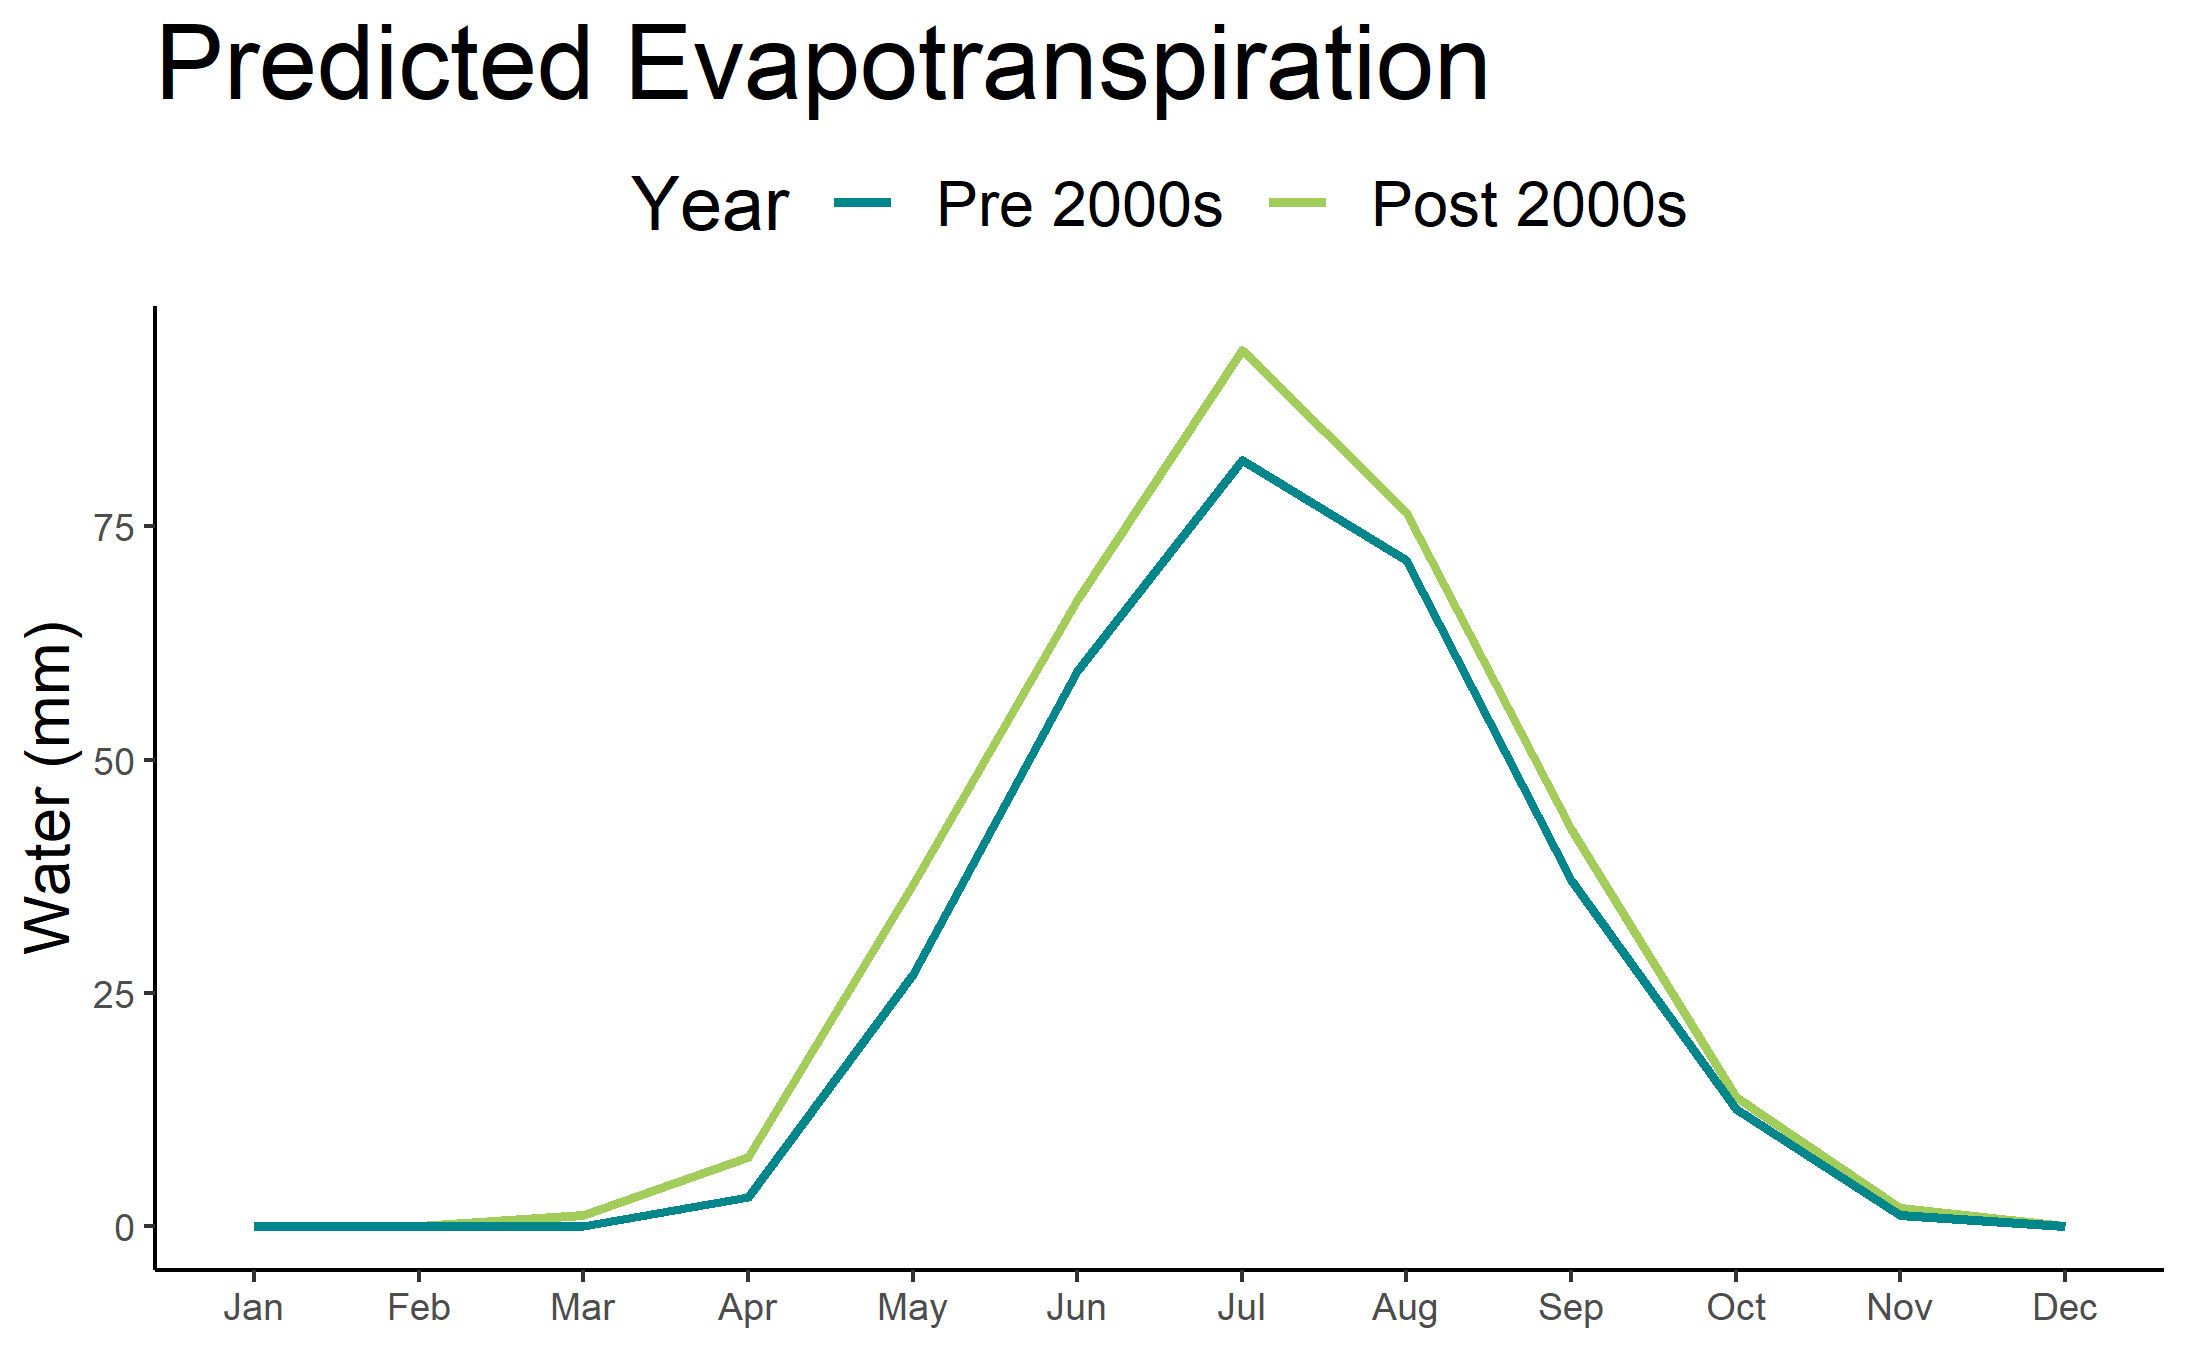 Predicted Evapotranspiration
Year Pre 2000s Post 2000s
Water (mm)
75
50
25
0
Jan Feb Mar Apr May Jun Jul Aug Sep Oct Nov Dec